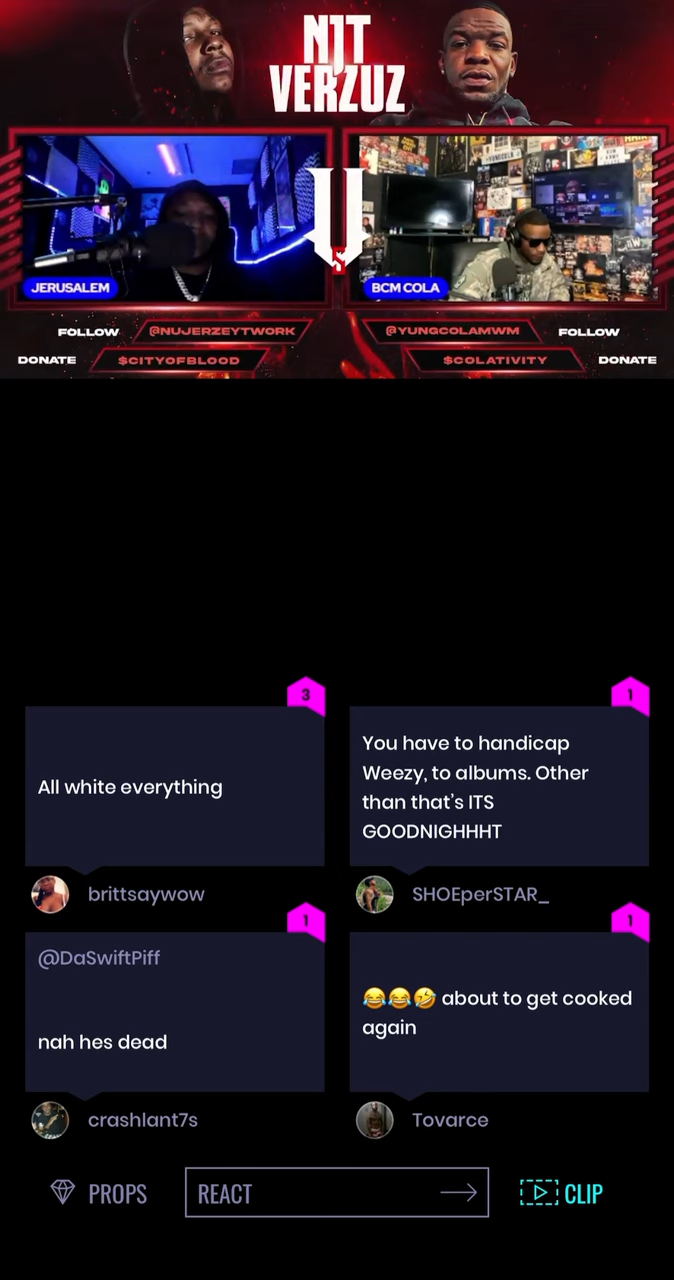 NJT
VERZUZ
V
JERUSALEM
BCM COLA
FOLLOW
@NUJERZEYTWORK
@YUNGCOLAMWM
FOLLOW
DONATE
$CITYOFBLOOD
$COLATIVITY
DONATE
3
All white everything
brittsaywow
1
You have to handicap
Weezy, to albums. Other
than that's ITS
GOODNIGHHHT
SHOEperSTAR_
1
@DaSwiftPiff
nah hes dead
crashlant7s
1
😂😂🤣 about to get cooked
again
Tovarce
PROPS
REACT
CLIP